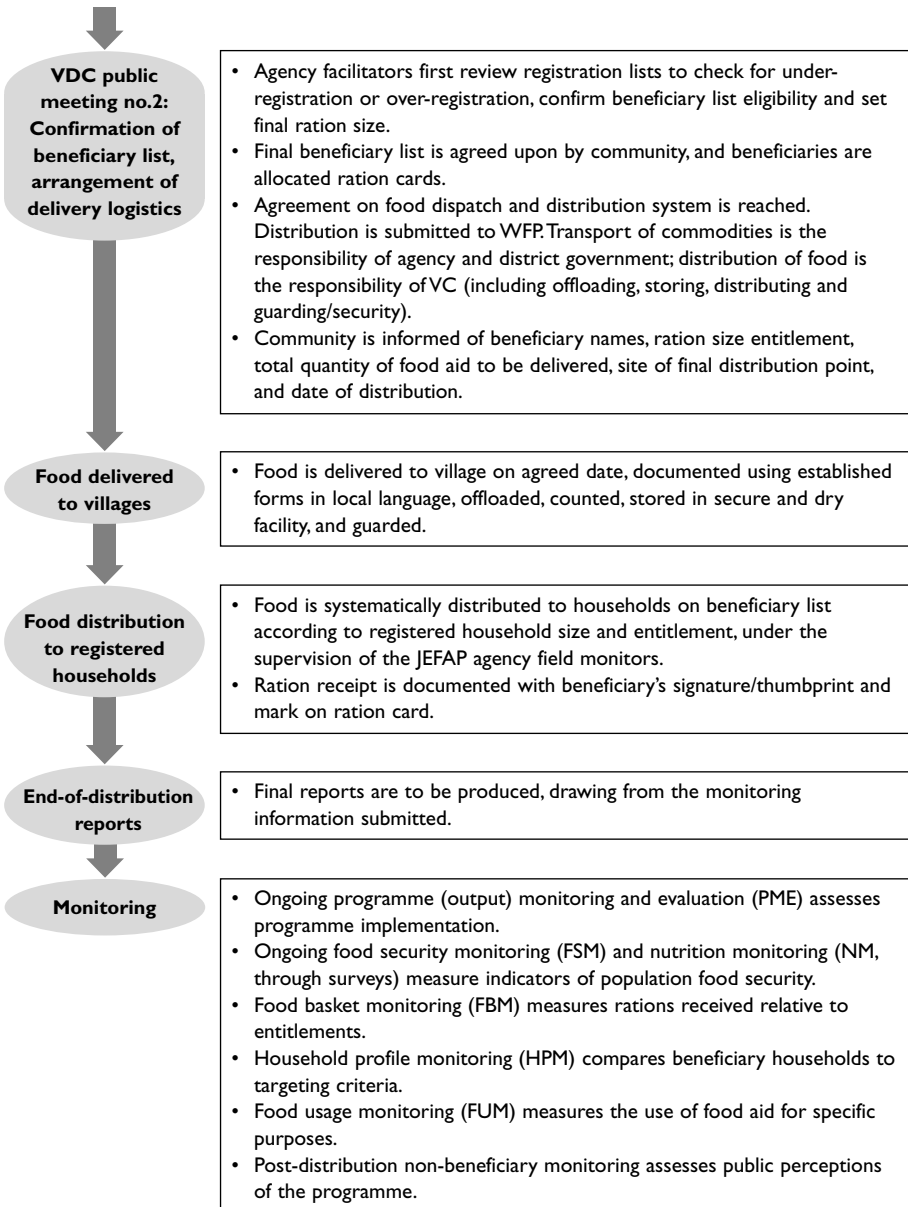 VDC public
meeting no.2:
Confirmation of
beneficiary list,
arrangement of
delivery logistics
• Agency facilitators first review registration lists to check for under-
registration or over-registration, confirm beneficiary list eligibility and set
final ration size.
• Final beneficiary list is agreed upon by community, and beneficiaries are
allocated ration cards.
• Agreement on food dispatch and distribution system is reached.
Distribution is submitted to WFP. Transport of commodities is the
responsibility of agency and district government; distribution of food is
the responsibility of VC (including offloading, storing, distributing and
guarding/security).
• Community is informed of beneficiary names, ration size entitlement,
total quantity of food aid to be delivered, site of final distribution point,
and date of distribution.
Food delivered
to villages
• Food is delivered to village on agreed date, documented using established
forms in local language, offloaded, counted, stored in secure and dry
facility, and guarded.
Food distribution
to registered
households
• Food is systematically distributed to households on beneficiary list
according to registered household size and entitlement, under the
supervision of the JEFAP agency field monitors.
• Ration receipt is documented with beneficiary's signature/thumbprint and
mark on ration card.
End-of-distribution
reports
• Final reports are to be produced, drawing from the monitoring
information submitted.
Monitoring
• Ongoing programme (output) monitoring and evaluation (PME) assesses
programme implementation.
• Ongoing food security monitoring (FSM) and nutrition monitoring (NM,
through surveys) measure indicators of population food security.
• Food basket monitoring (FBM) measures rations received relative to
entitlements.
• Household profile monitoring (HPM) compares beneficiary households to
targeting criteria.
• Food usage monitoring (FUM) measures the use of food aid for specific
purposes.
• Post-distribution non-beneficiary monitoring assesses public perceptions
of the programme.